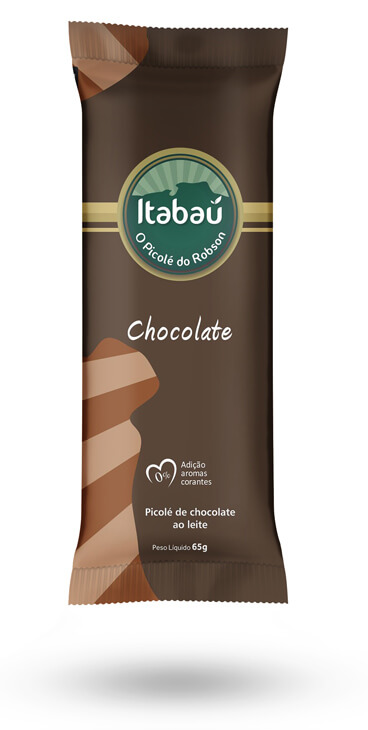 Itabaú
O Picolé do Robson
Chocolate
0%
Adição
aromas
corantes
Picolé de chocolate
ao leite
Peso Líquido 65g